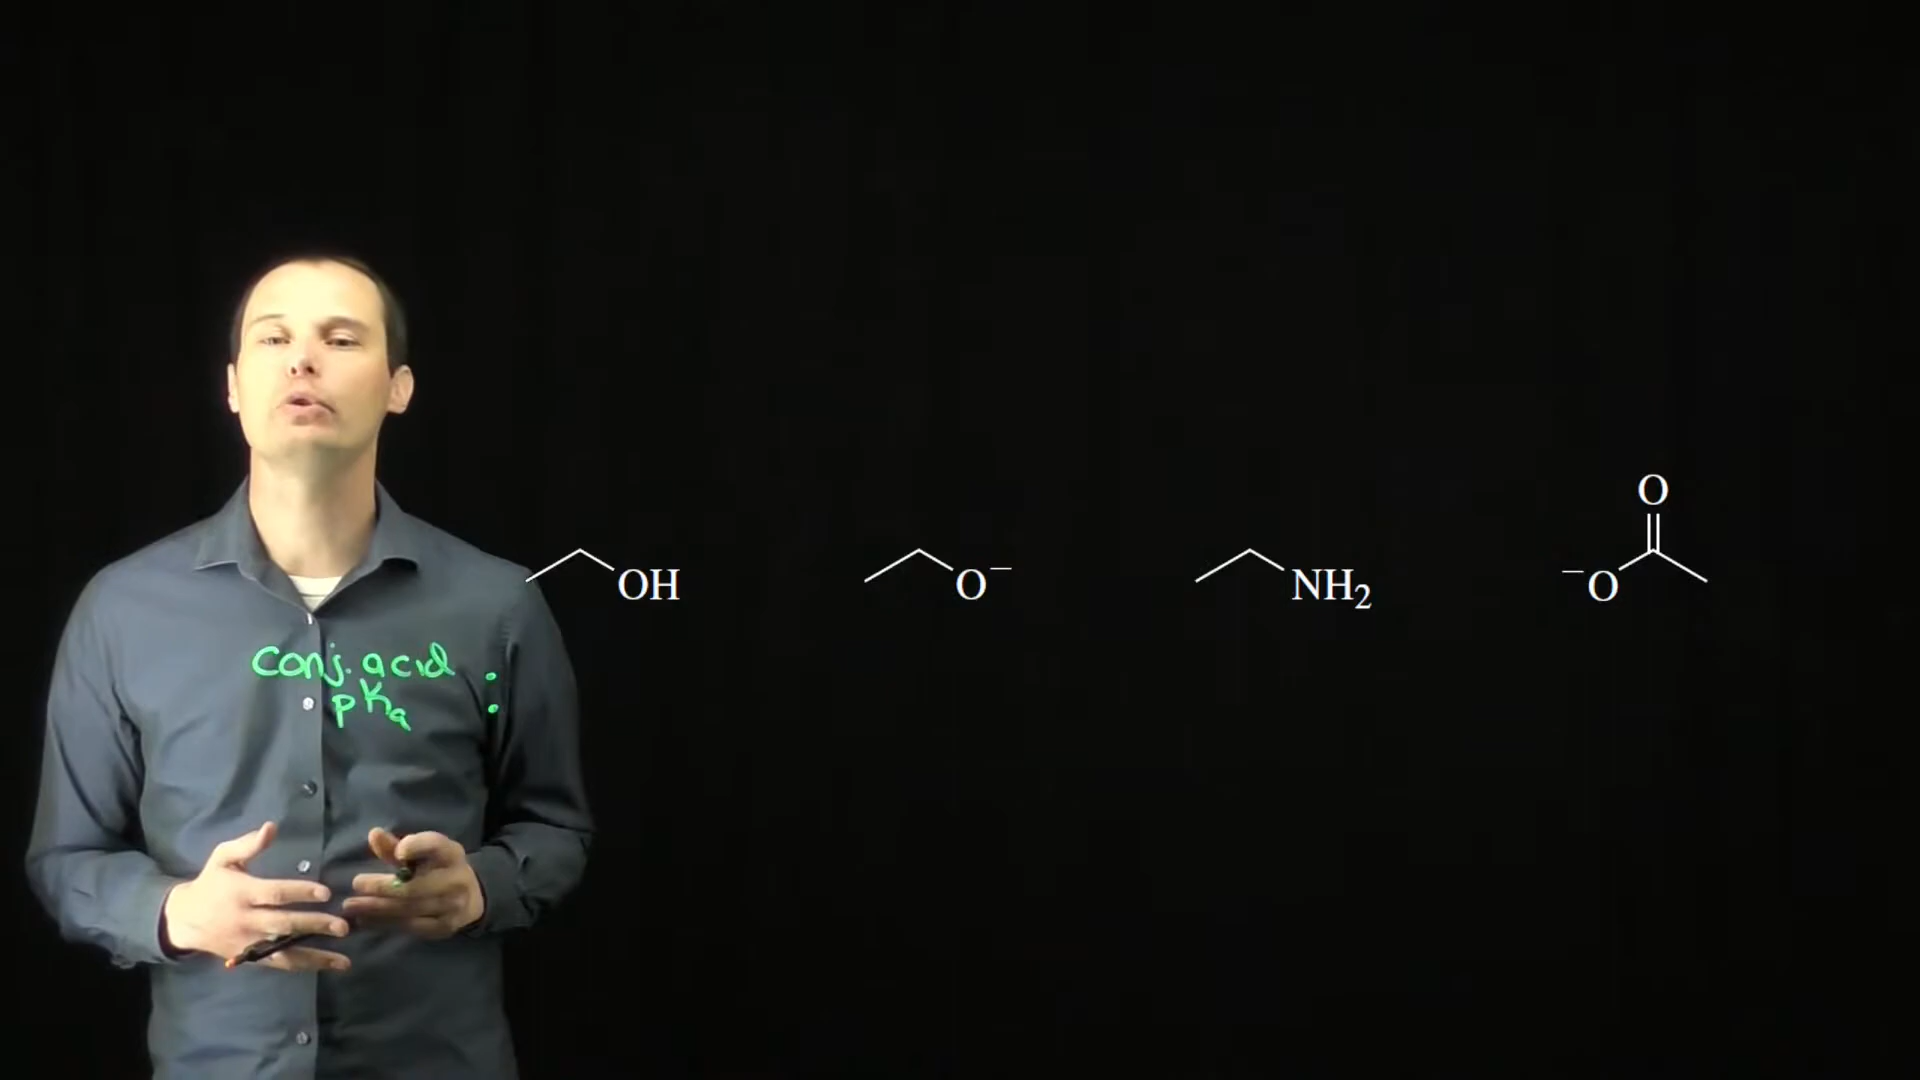 O
OH
O⁻
NH₂
⁻O
conj. acid :
pKa